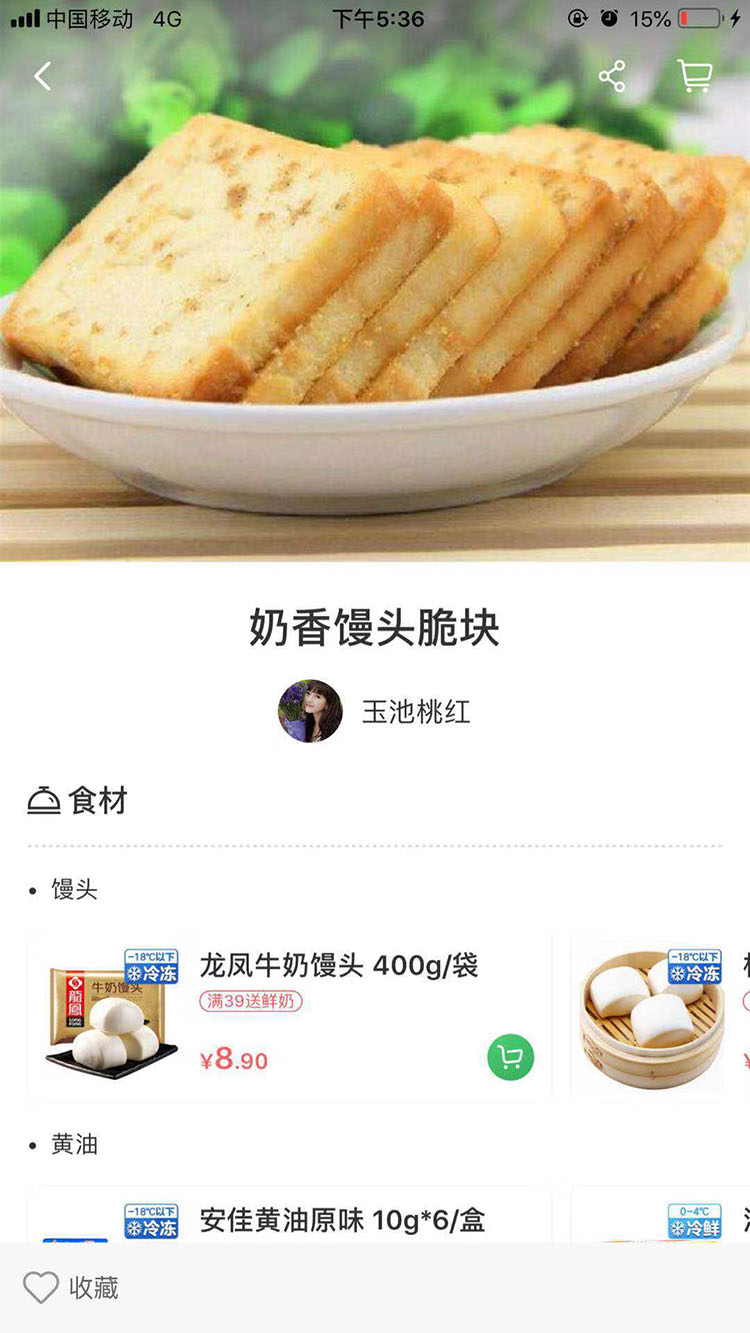 中国移动 4G 下午5:36 15%
奶香馒头脆块
玉池桃红
食材
馒头
-18℃以下
冷冻
龍鳳
LONG FONG
牛奶馒头
龙凤牛奶馒头 400g/袋
满39送鲜奶
¥8.90
-18℃以下
冷冻
黄油
-18℃以下
冷冻
安佳黄油原味 10g*6/盒
0-4℃
冷鲜
收藏